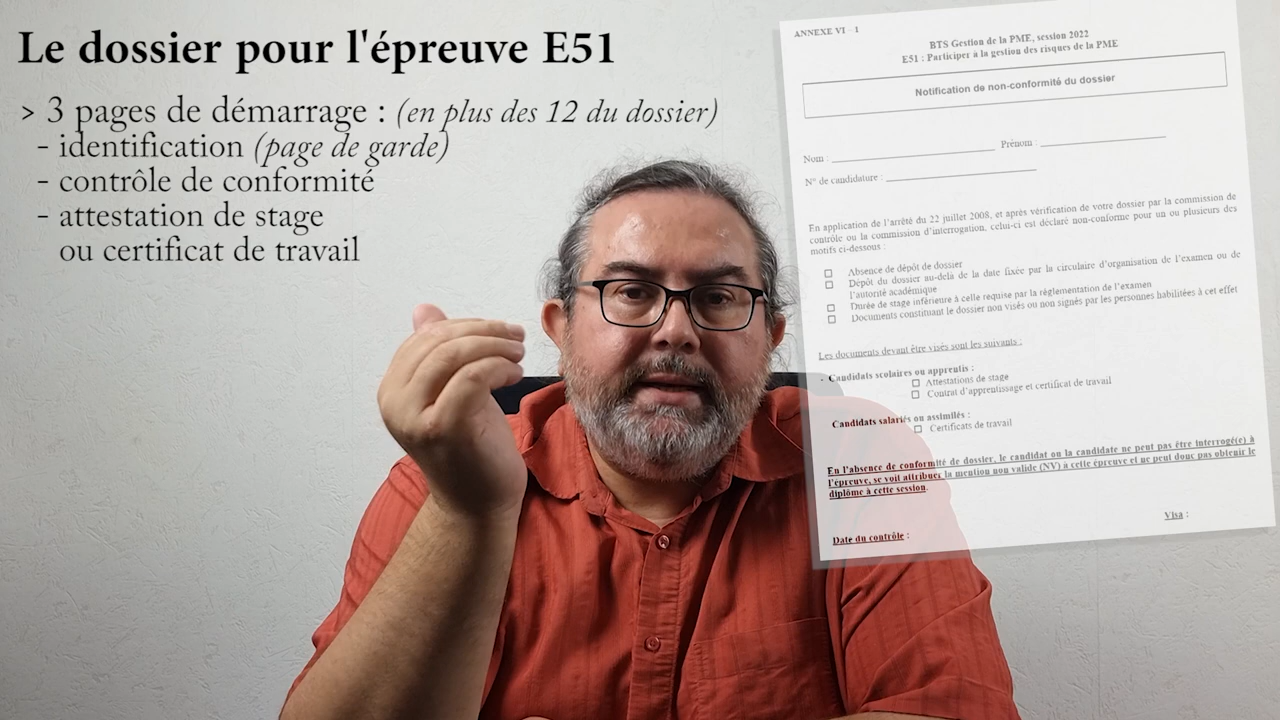 Le dossier pour l'épreuve E51
> 3 pages de démarrage : (en plus des 12 du dossier)
- identification (page de garde)
- contrôle de conformité
- attestation de stage
ou certificat de travail
ANNEXE VI - 1
BTS Gestion de la PME, session 2022
E51 : Participer à la gestion des risques de la PME
Notification de non-conformité du dossier
Nom : Prénom :
N° de candidature :
En application de l'arrêté du 22 juillet 2008, et après vérification de votre dossier par la commission de
contrôle ou la commission d'interrogation, celui-ci est déclaré non-conforme pour un ou plusieurs des
motifs ci-dessous :
☐ Absence de dépôt de dossier
☐ Dépôt du dossier au-delà de la date fixée par la circulaire d'organisation de l'examen ou de
l'autorité académique
☐ Durée de stage inférieure à celle requise par la règlementation de l'examen
☐ Documents constituant le dossier non visés ou non signés par les personnes habilitées à cet effet
Les documents devant être visés sont les suivants :
· Candidats scolaires ou apprentis :
☐ Attestations de stage
☐ Contrat d'apprentissage et certificat de travail
Candidats salariés ou assimilés :
☐ Certificats de travail
En l'absence de conformité de dossier, le candidat ou la candidate ne peut pas être interrogé(e) à
l'épreuve, se voit attribuer la mention non valide (NV) à cette épreuve et ne peut donc pas obtenir le
diplôme à cette session.
Visa :
Date du contrôle :